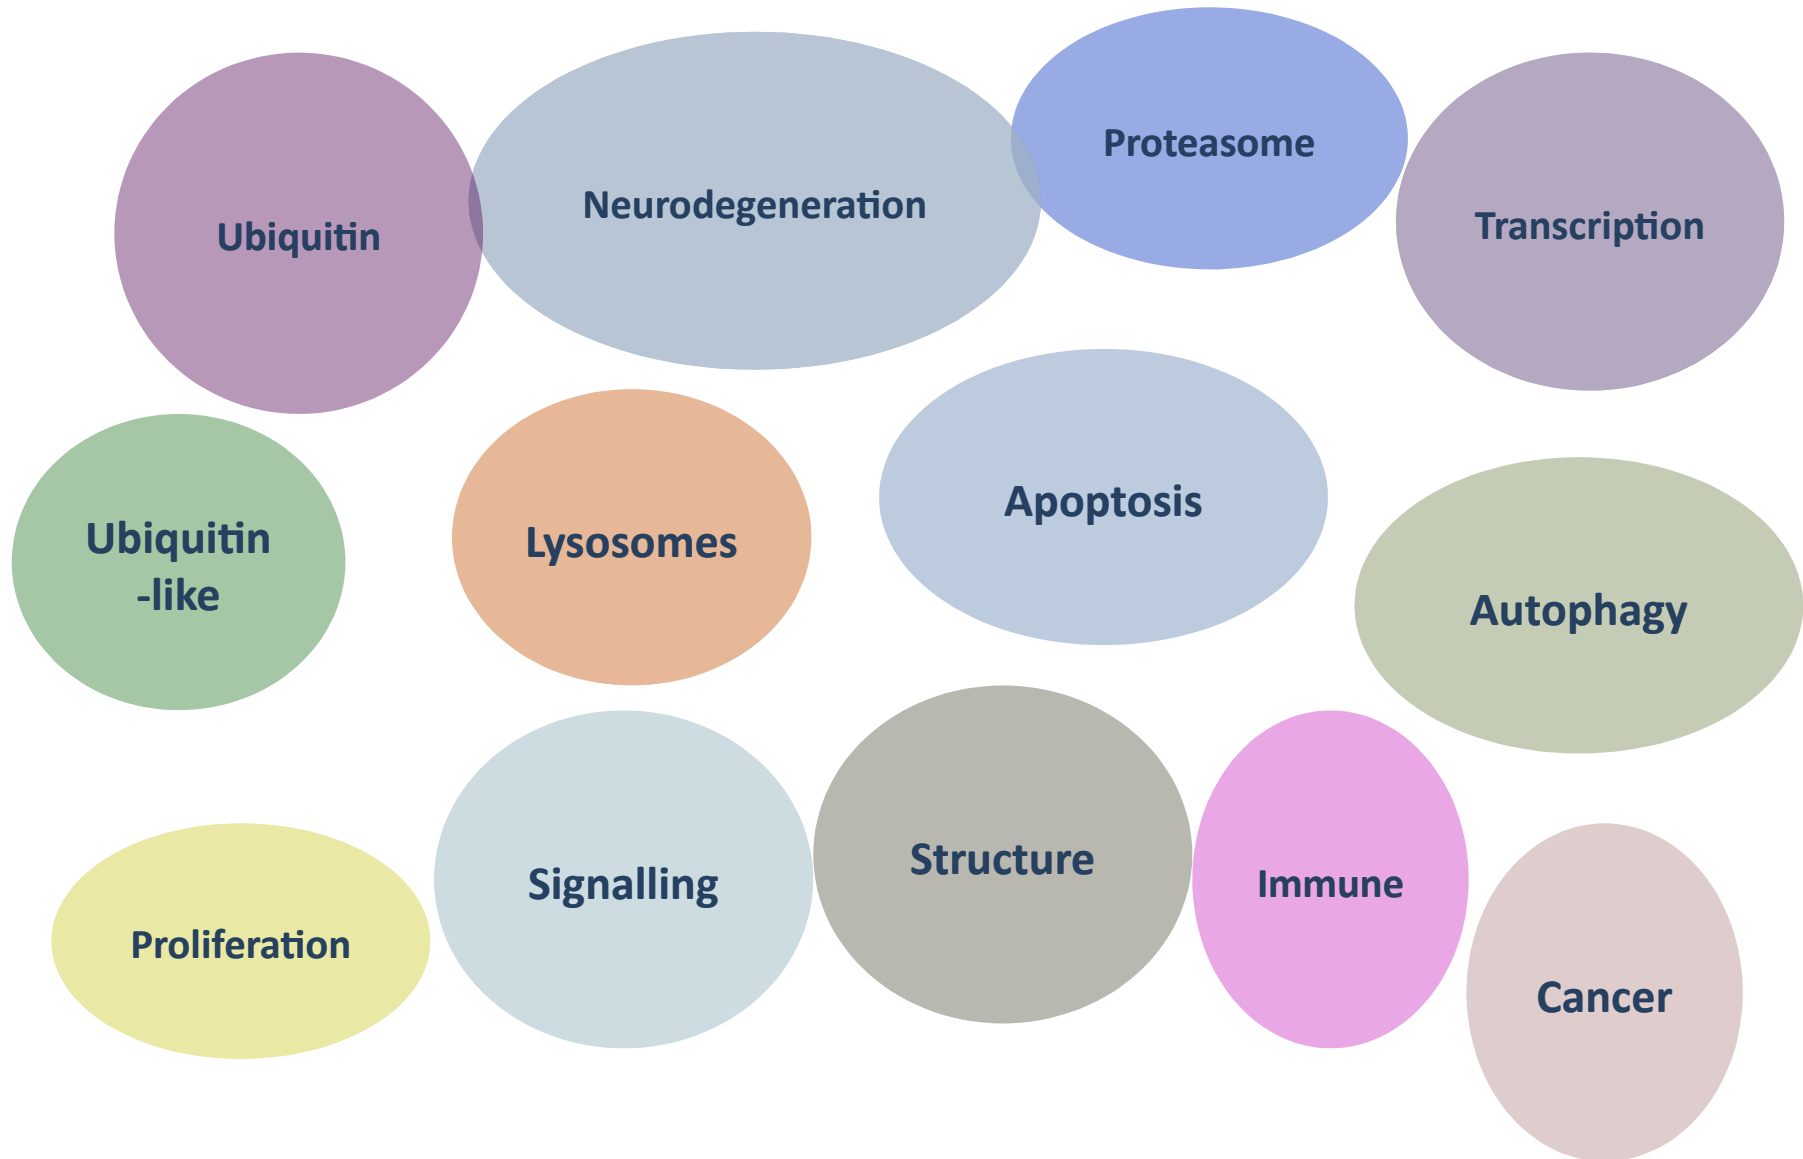 Ubiquitin
Neurodegeneration
Proteasome
Transcription
Ubiquitin
-like
Lysosomes
Apoptosis
Autophagy
Proliferation
Signalling
Structure
Immune
Cancer